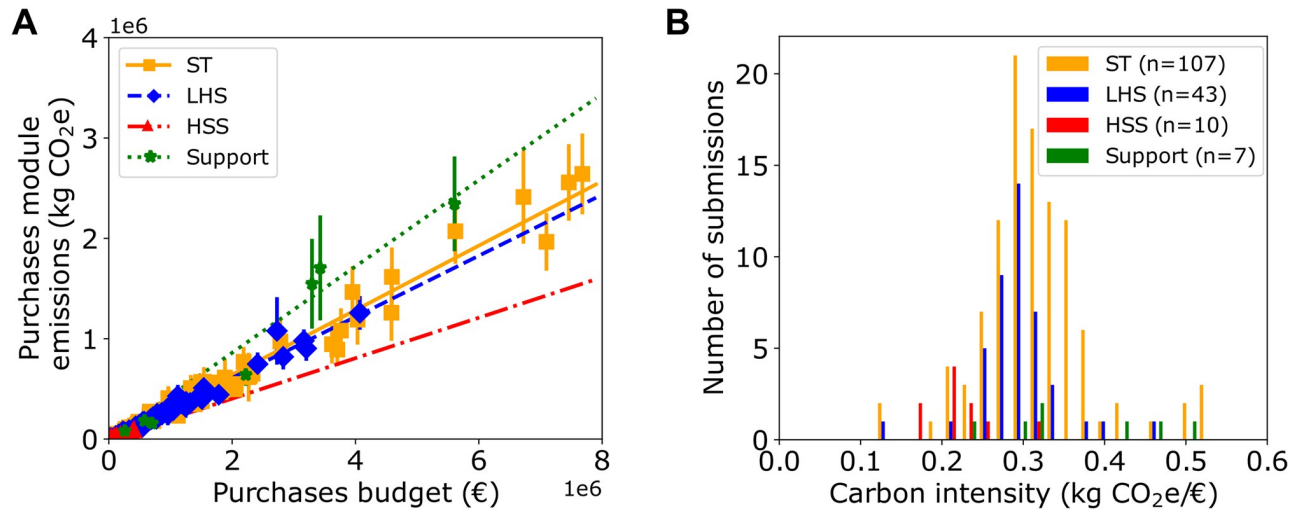 A
1e6
4
3
2
1
0
Purchases module
emissions (kg CO₂e)
ST
LHS
HSS
Support
0
2
4
6
8
Purchases budget (€)
1e6
B
20
15
10
5
0
Number of submissions
ST (n=107)
LHS (n=43)
HSS (n=10)
Support (n=7)
0.0
0.1
0.2
0.3
0.4
0.5
0.6
Carbon intensity (kg CO₂e/€)